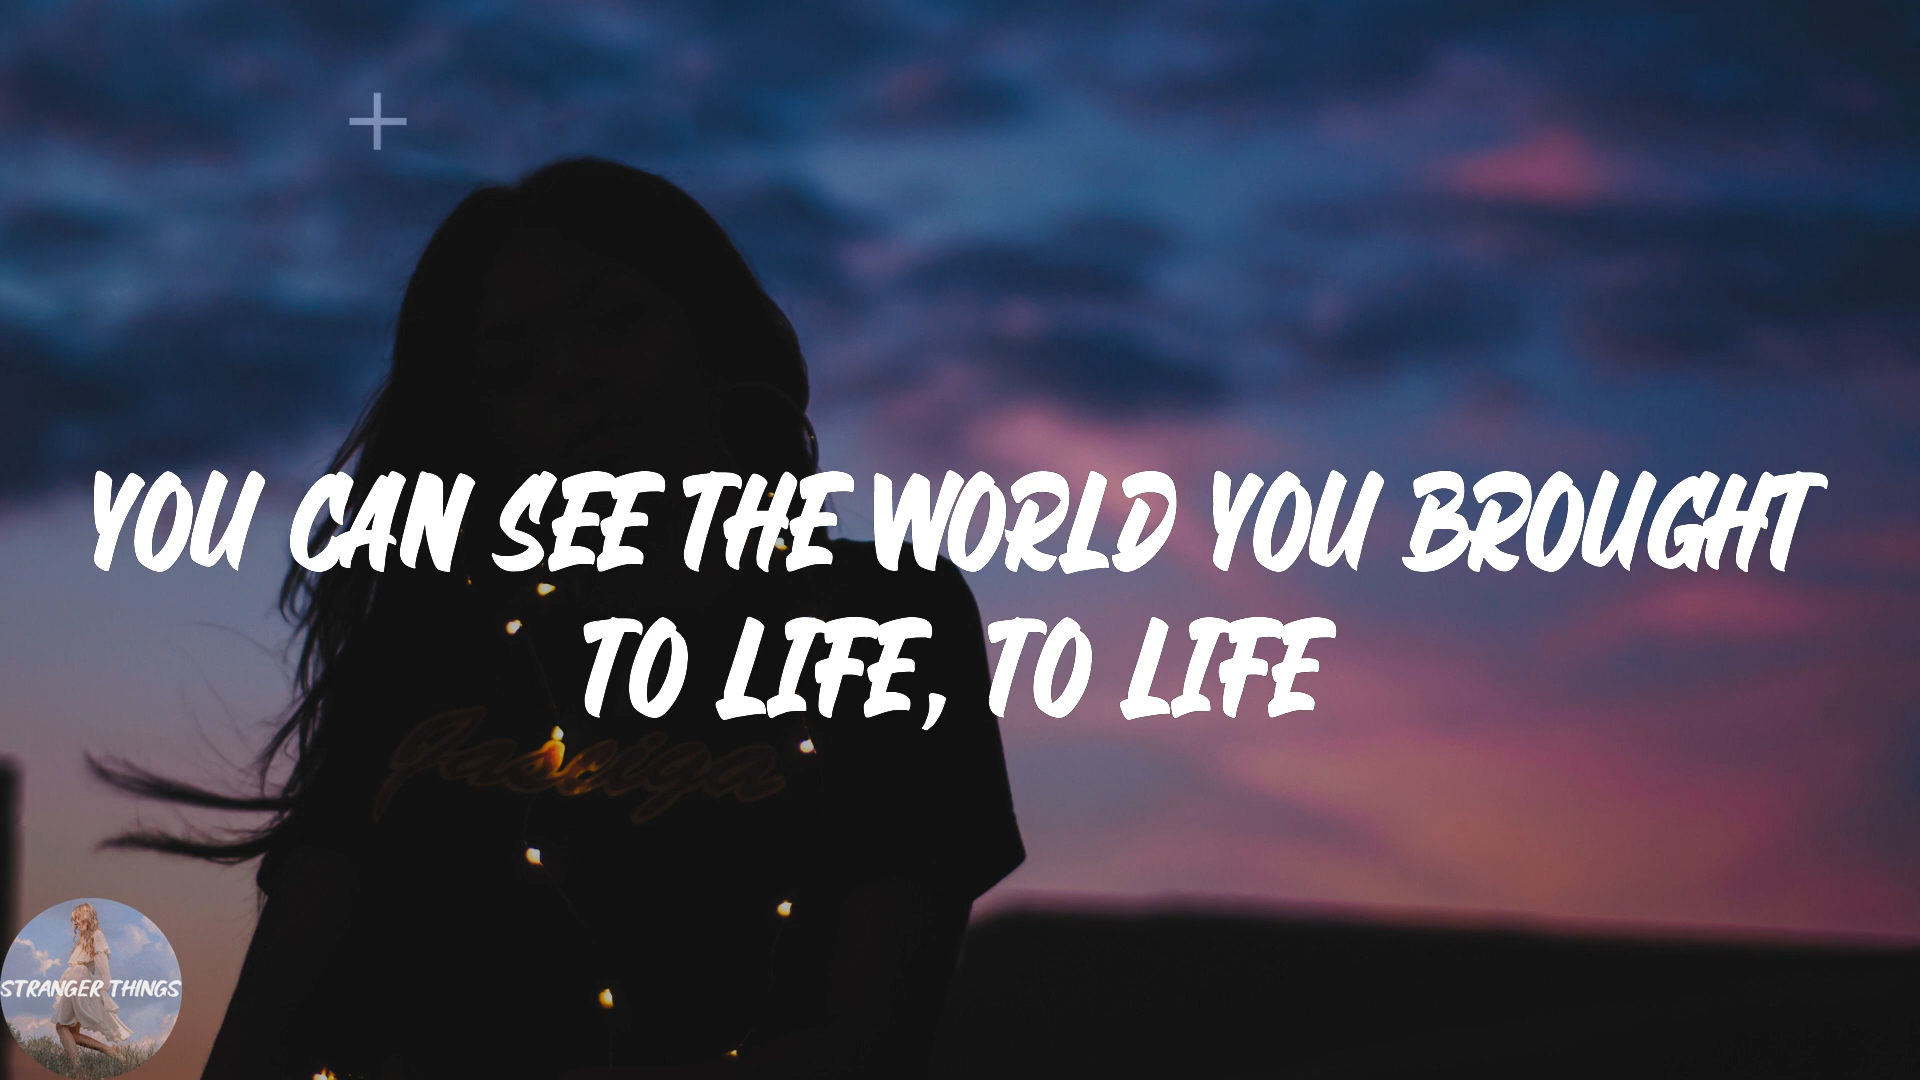 YOU CAN SEE THE WORLD YOU BROUGHT
TO LIFE, TO LIFE
STRANGER THINGS